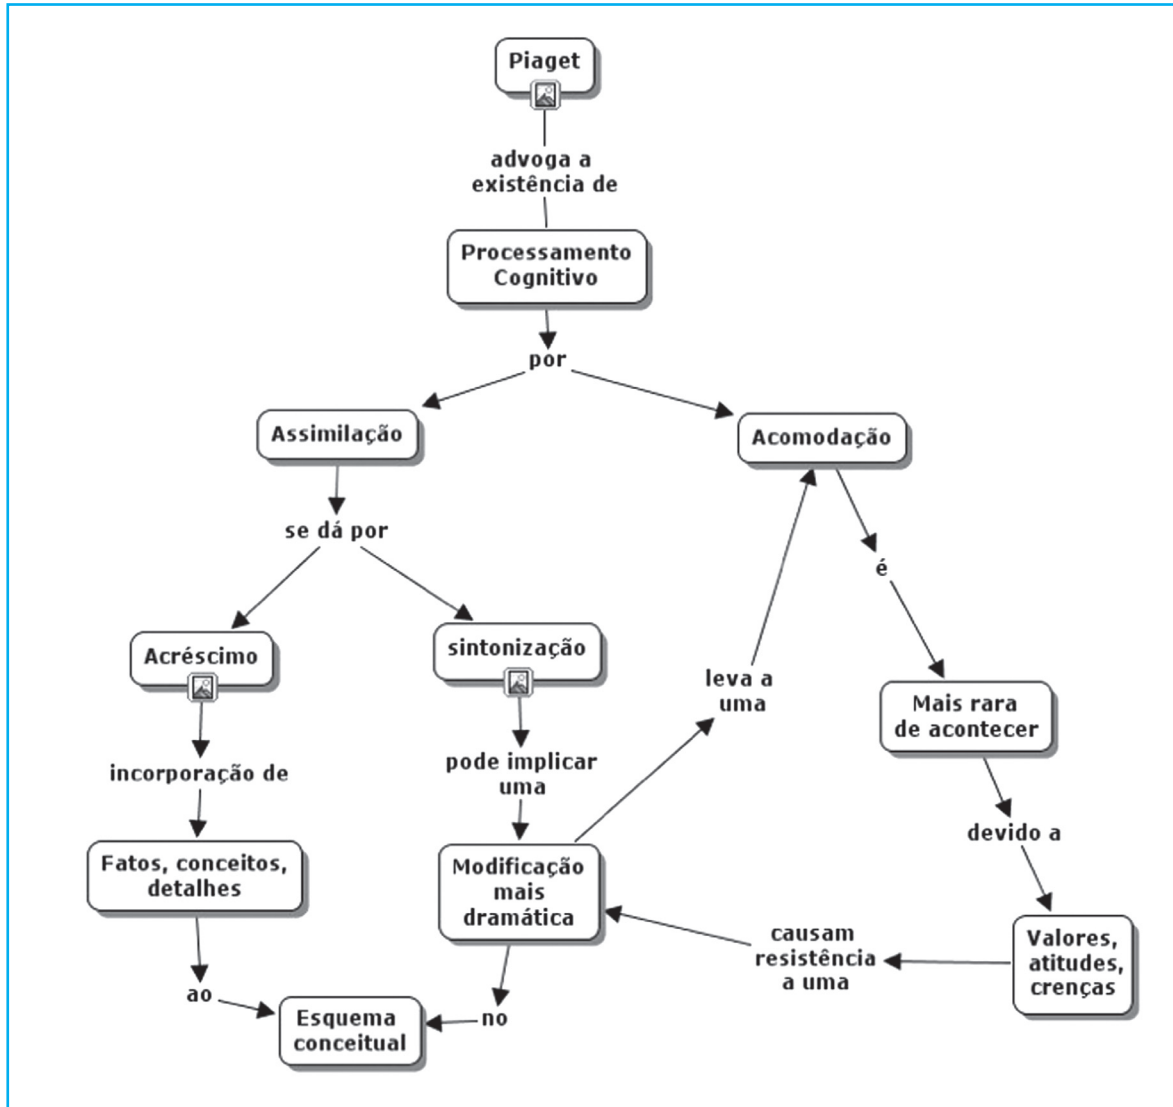 Piaget
advoga a
existência de
Processamento
Cognitivo
por
Assimilação
Acomodação
se dá por
é
Acréscimo
sintonização
leva a
uma
Mais rara
de acontecer
incorporação de
pode implicar
uma
devido a
Fatos, conceitos,
detalhes
Modificação
mais
dramática
causam
resistência
a uma
Valores,
atitudes,
crenças
ao
no
Esquema
conceitual